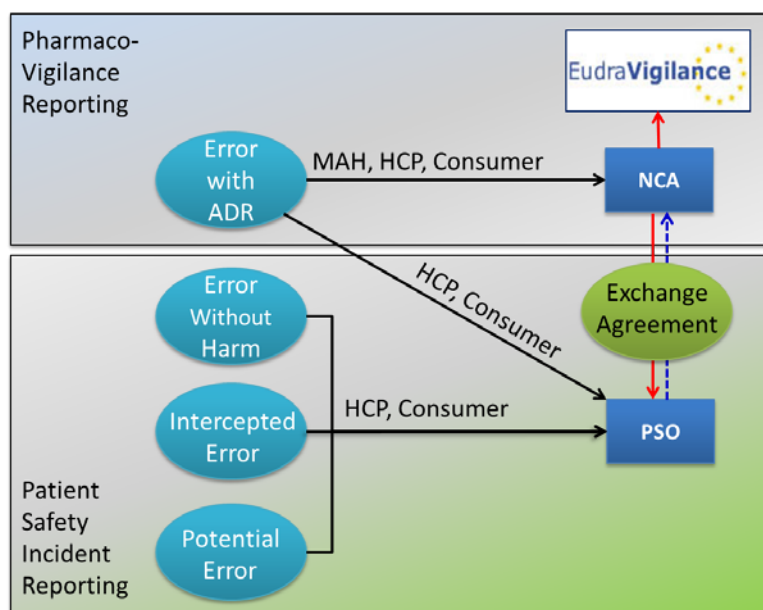 Pharmaco-
Vigilance
Reporting
EudraVigilance
Error
with
ADR
MAH, HCP, Consumer
NCA
HCP, Consumer
Exchange
Agreement
Error
Without
Harm
Intercepted
Error
HCP, Consumer
PSO
Patient
Safety
Incident
Reporting
Potential
Error